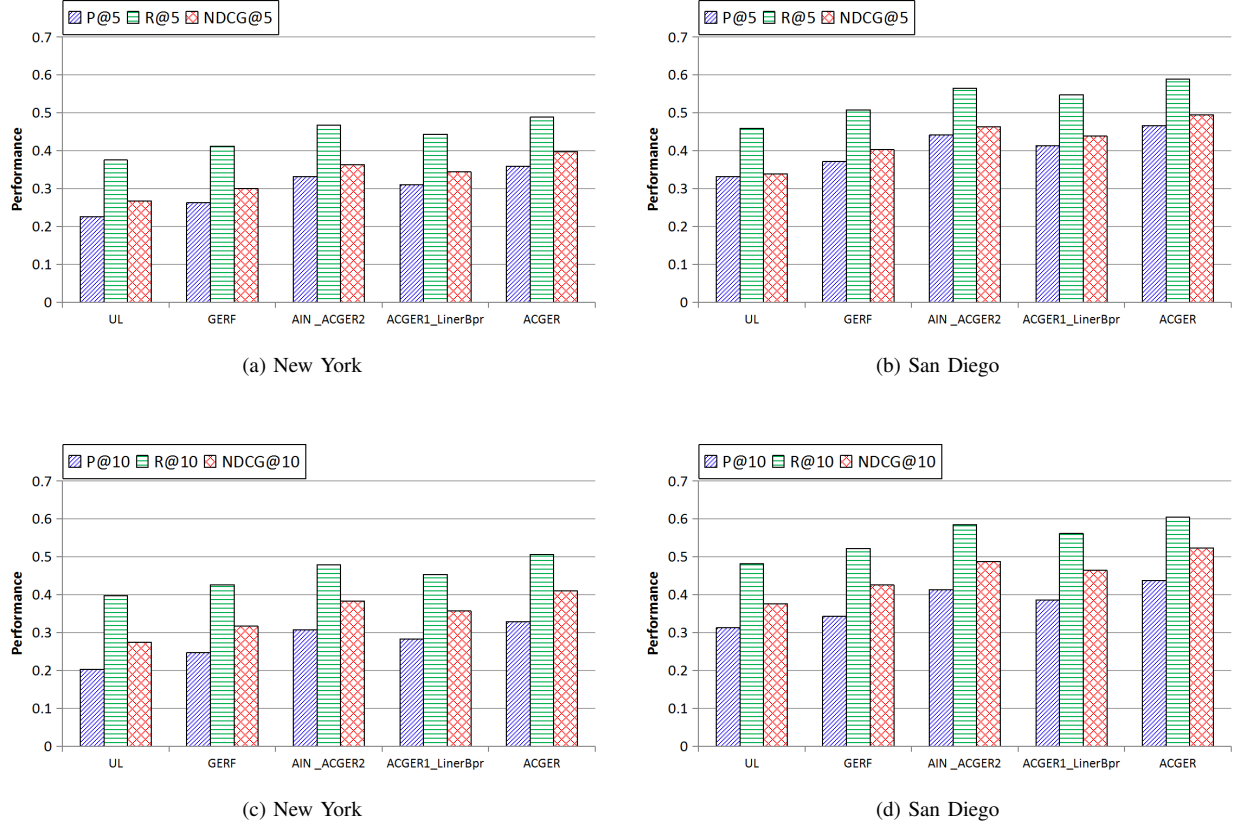 P@5 R@5 NDCG@5
0.7
0.6
0.5
0.4
0.3
0.2
0.1
0
Performance
UL GERF AIN _ACGER2 ACGER1_LinerBpr ACGER
(a) New York
P@5 R@5 NDCG@5
0.7
0.6
0.5
0.4
0.3
0.2
0.1
0
Performance
UL GERF AIN _ACGER2 ACGER1_LinerBpr ACGER
(b) San Diego
P@10 R@10 NDCG@10
0.7
0.6
0.5
0.4
0.3
0.2
0.1
0
Performance
UL GERF AIN _ACGER2 ACGER1_LinerBpr ACGER
(c) New York
P@10 R@10 NDCG@10
0.7
0.6
0.5
0.4
0.3
0.2
0.1
0
Performance
UL GERF AIN _ACGER2 ACGER1_LinerBpr ACGER
(d) San Diego